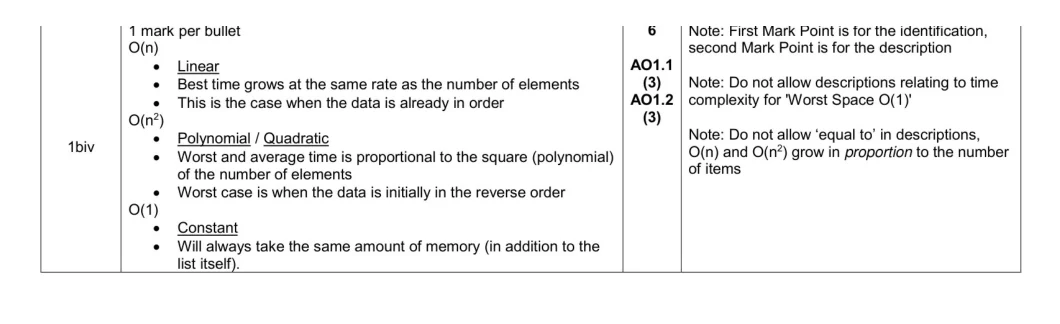 1 mark per bullet
O(n)
• Linear
• Best time grows at the same rate as the number of elements
• This is the case when the data is already in order
O(n²)
• Polynomial / Quadratic
• Worst and average time is proportional to the square (polynomial)
of the number of elements
• Worst case is when the data is initially in the reverse order
O(1)
• Constant
• Will always take the same amount of memory (in addition to the
list itself).
1biv
6
AO1.1
(3)
AO1.2
(3)
Note: First Mark Point is for the identification,
second Mark Point is for the description
Note: Do not allow descriptions relating to time
complexity for 'Worst Space O(1)'
Note: Do not allow ‘equal to’ in descriptions,
O(n) and O(n²) grow in proportion to the number
of items